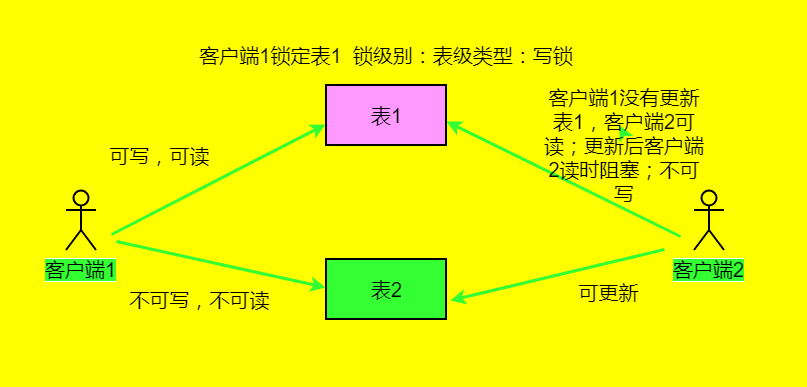 客户端1锁定表1 锁级别：表级类型：写锁
表1
可写，可读
客户端1没有更新
表1，客户端2可
读；更新后客户端
2读时阻塞；不可
写
客户端1
客户端2
不可写，不可读
表2
可更新